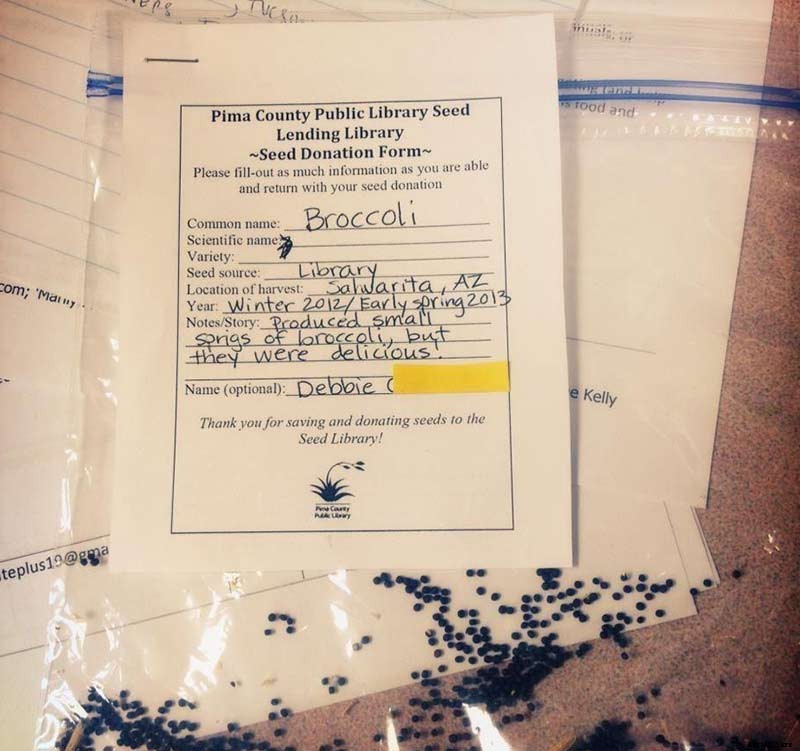 Pima County Public Library Seed
Lending Library
~Seed Donation Form~
Please fill-out as much information as you are able
and return with your seed donation
Common name: Broccoli
Scientific name:
Variety:
Seed source: Library
Location of harvest: Sahuarita, AZ
Year: Winter 2012/Early spring 2013
Notes/Story: Produced small
sprigs of broccoli, but
they were delicious!
Name (optional): Debbie C
Thank you for saving and donating seeds to the
Seed Library!
Pima County
Public Library
food and
com; 'Mary
e Kelly
teplus19@gma